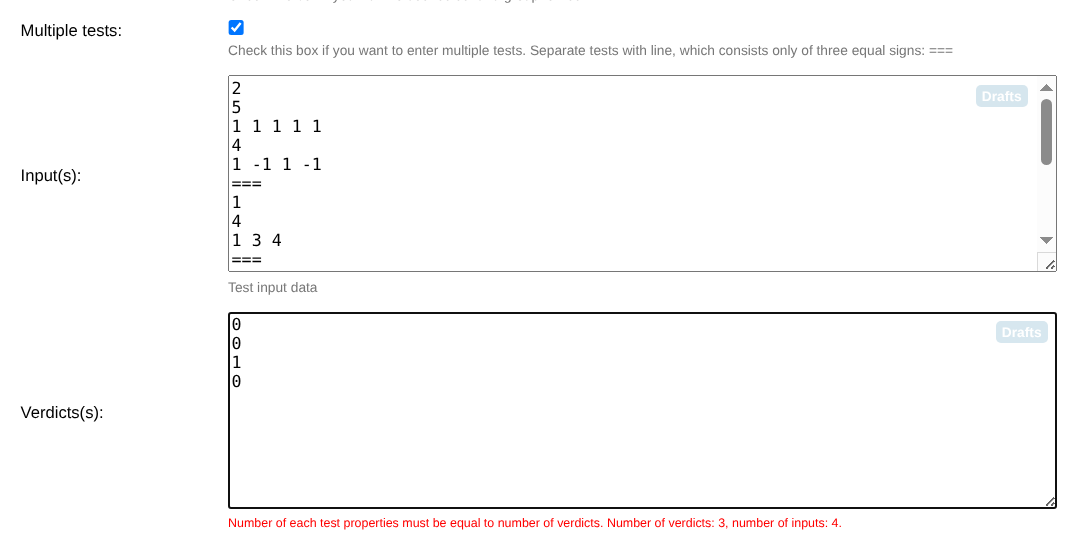 Multiple tests:
Check this box if you want to enter multiple tests. Separate tests with line, which consists only of three equal signs: ===
Input(s):
2
5
1 1 1 1 1
4
1 -1 1 -1
===
1
4
1 3 4
===
Drafts
Test input data
Verdicts(s):
0
0
1
0
Drafts
Number of each test properties must be equal to number of verdicts. Number of verdicts: 3, number of inputs: 4.